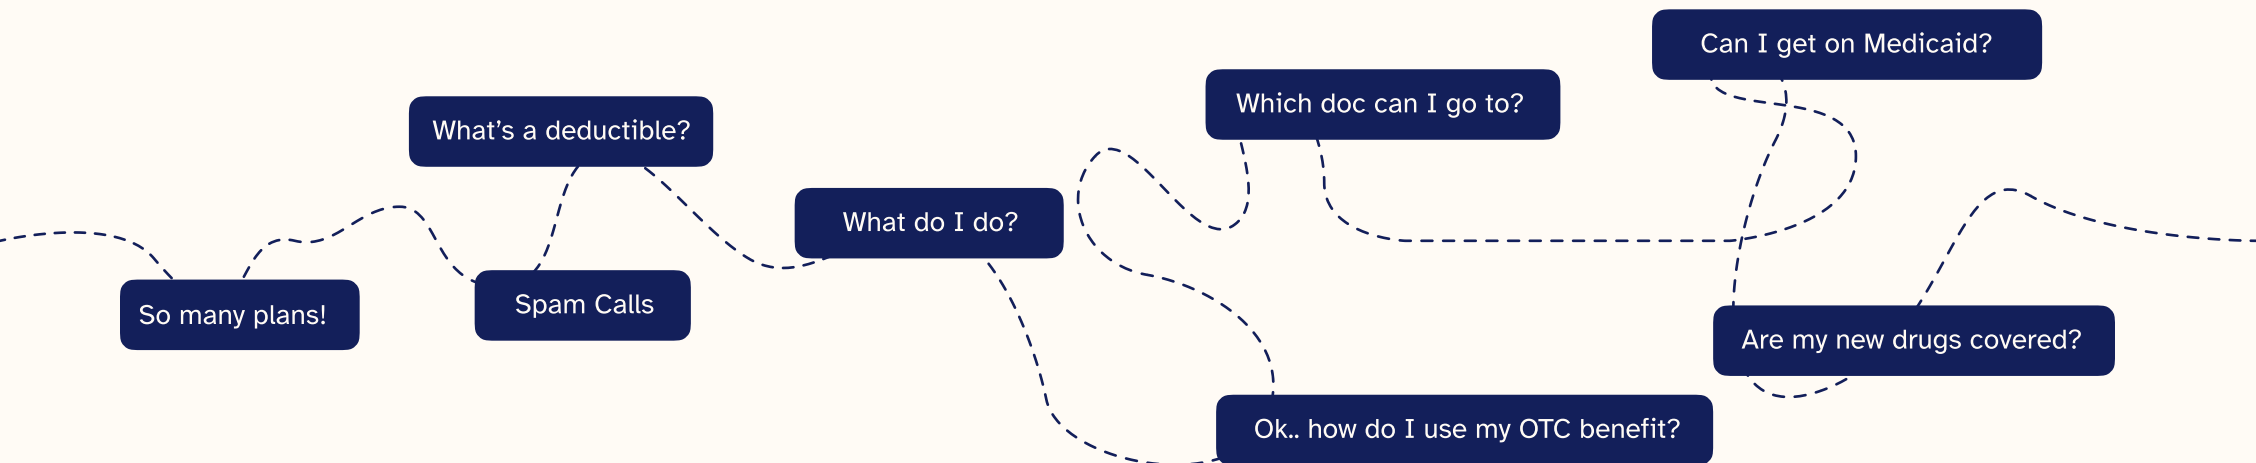 So many plans!
Spam Calls
What’s a deductible?
What do I do?
Ok.. how do I use my OTC benefit?
Which doc can I go to?
Can I get on Medicaid?
Are my new drugs covered?